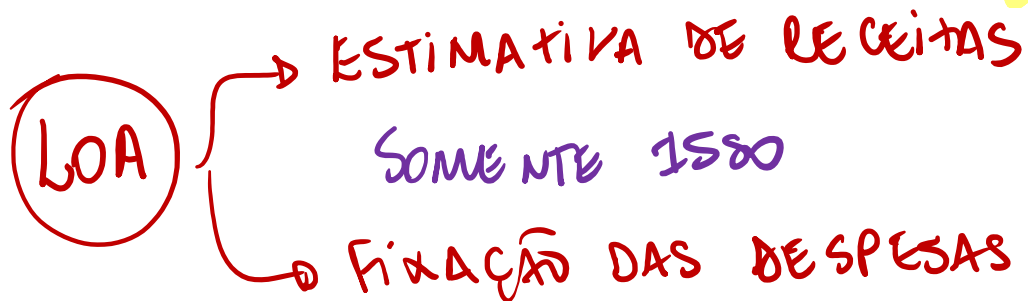 ESTIMATIVA DE RECEITAS
LOA
SOMENTE ISSO
FIXAÇÃO DAS DESPESAS